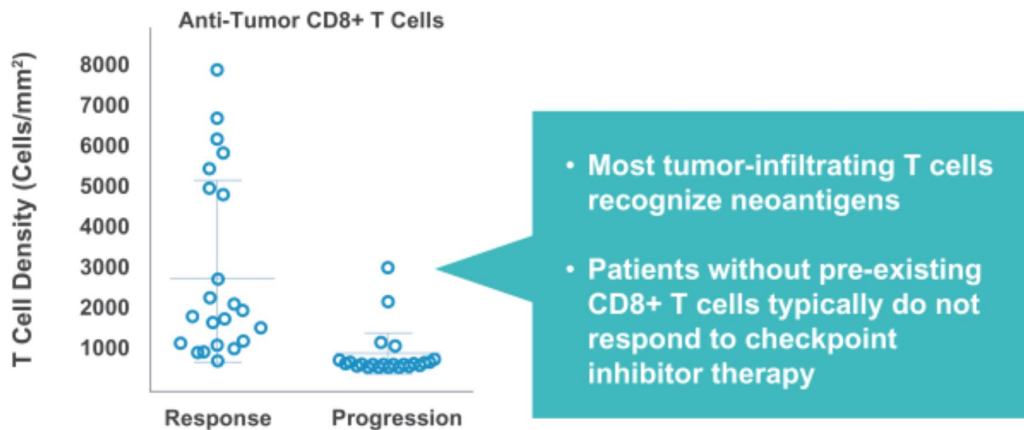 Anti-Tumor CD8+ T Cells
T Cell Density (Cells/mm²)
8000
7000
6000
5000
4000
3000
2000
1000
Response
Progression
• Most tumor-infiltrating T cells
recognize neoantigens
• Patients without pre-existing
CD8+ T cells typically do not
respond to checkpoint
inhibitor therapy